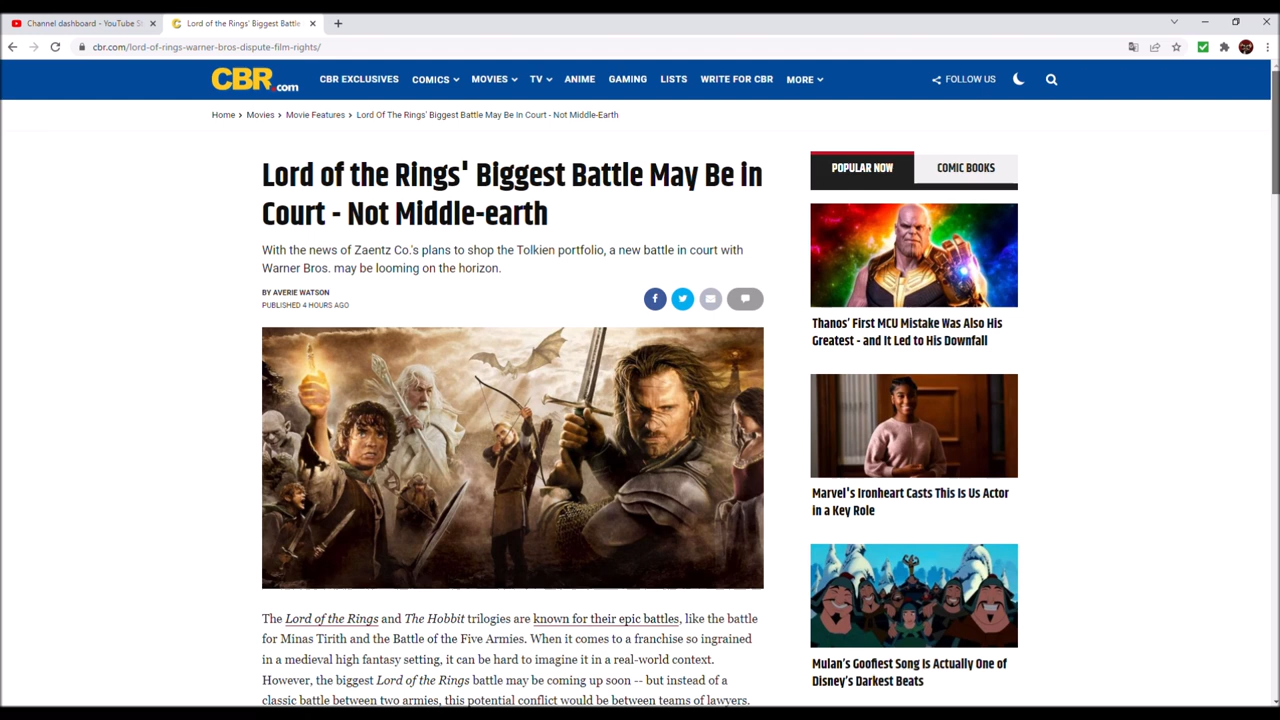 Channel dashboard - YouTube St
Lord of the Rings' Biggest Battle
cbr.com/lord-of-rings-warner-bros-dispute-film-rights/
CBR.com
CBR EXCLUSIVES COMICS MOVIES TV ANIME GAMING LISTS WRITE FOR CBR MORE FOLLOW US
Home > Movies > Movie Features > Lord Of The Rings' Biggest Battle May Be In Court - Not Middle-Earth
Lord of the Rings' Biggest Battle May Be in
Court - Not Middle-earth
With the news of Zaentz Co.'s plans to shop the Tolkien portfolio, a new battle in court with
Warner Bros. may be looming on the horizon.
BY AVERIE WATSON
PUBLISHED 4 HOURS AGO
The Lord of the Rings and The Hobbit trilogies are known for their epic battles, like the battle
for Minas Tirith and the Battle of the Five Armies. When it comes to a franchise so ingrained
in a medieval high fantasy setting, it can be hard to imagine it in a real-world context.
However, the biggest Lord of the Rings battle may be coming up soon -- but instead of a
classic battle between two armies, this potential conflict would be between teams of lawyers.
POPULAR NOW
COMIC BOOKS
Thanos' First MCU Mistake Was Also His
Greatest - and It Led to His Downfall
Marvel's Ironheart Casts This Is Us Actor
in a Key Role
Mulan's Goofiest Song Is Actually One of
Disney's Darkest Beats